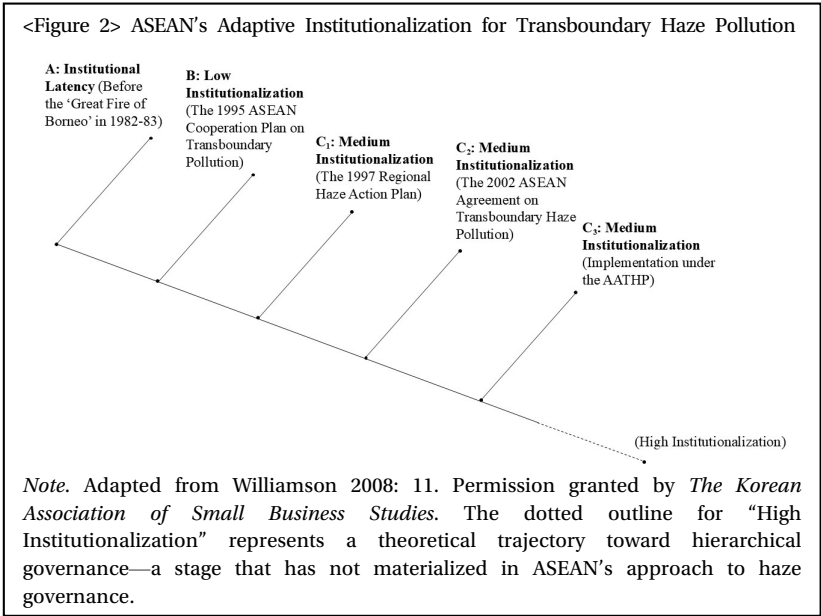 <Figure 2> ASEAN's Adaptive Institutionalization for Transboundary Haze Pollution
A: Institutional
Latency (Before
the 'Great Fire of
Borneo' in 1982-83)
B: Low
Institutionalization
(The 1995 ASEAN
Cooperation Plan on
Transboundary
Pollution)
C₁: Medium
Institutionalization
(The 1997 Regional
Haze Action Plan)
C₂: Medium
Institutionalization
(The 2002 ASEAN
Agreement on
Transboundary Haze
Pollution)
C₃: Medium
Institutionalization
(Implementation under
the AATHP)
(High Institutionalization)
Note. Adapted from Williamson 2008: 11. Permission granted by The Korean
Association of Small Business Studies. The dotted outline for “High
Institutionalization” represents a theoretical trajectory toward hierarchical
governance—a stage that has not materialized in ASEAN's approach to haze
governance.